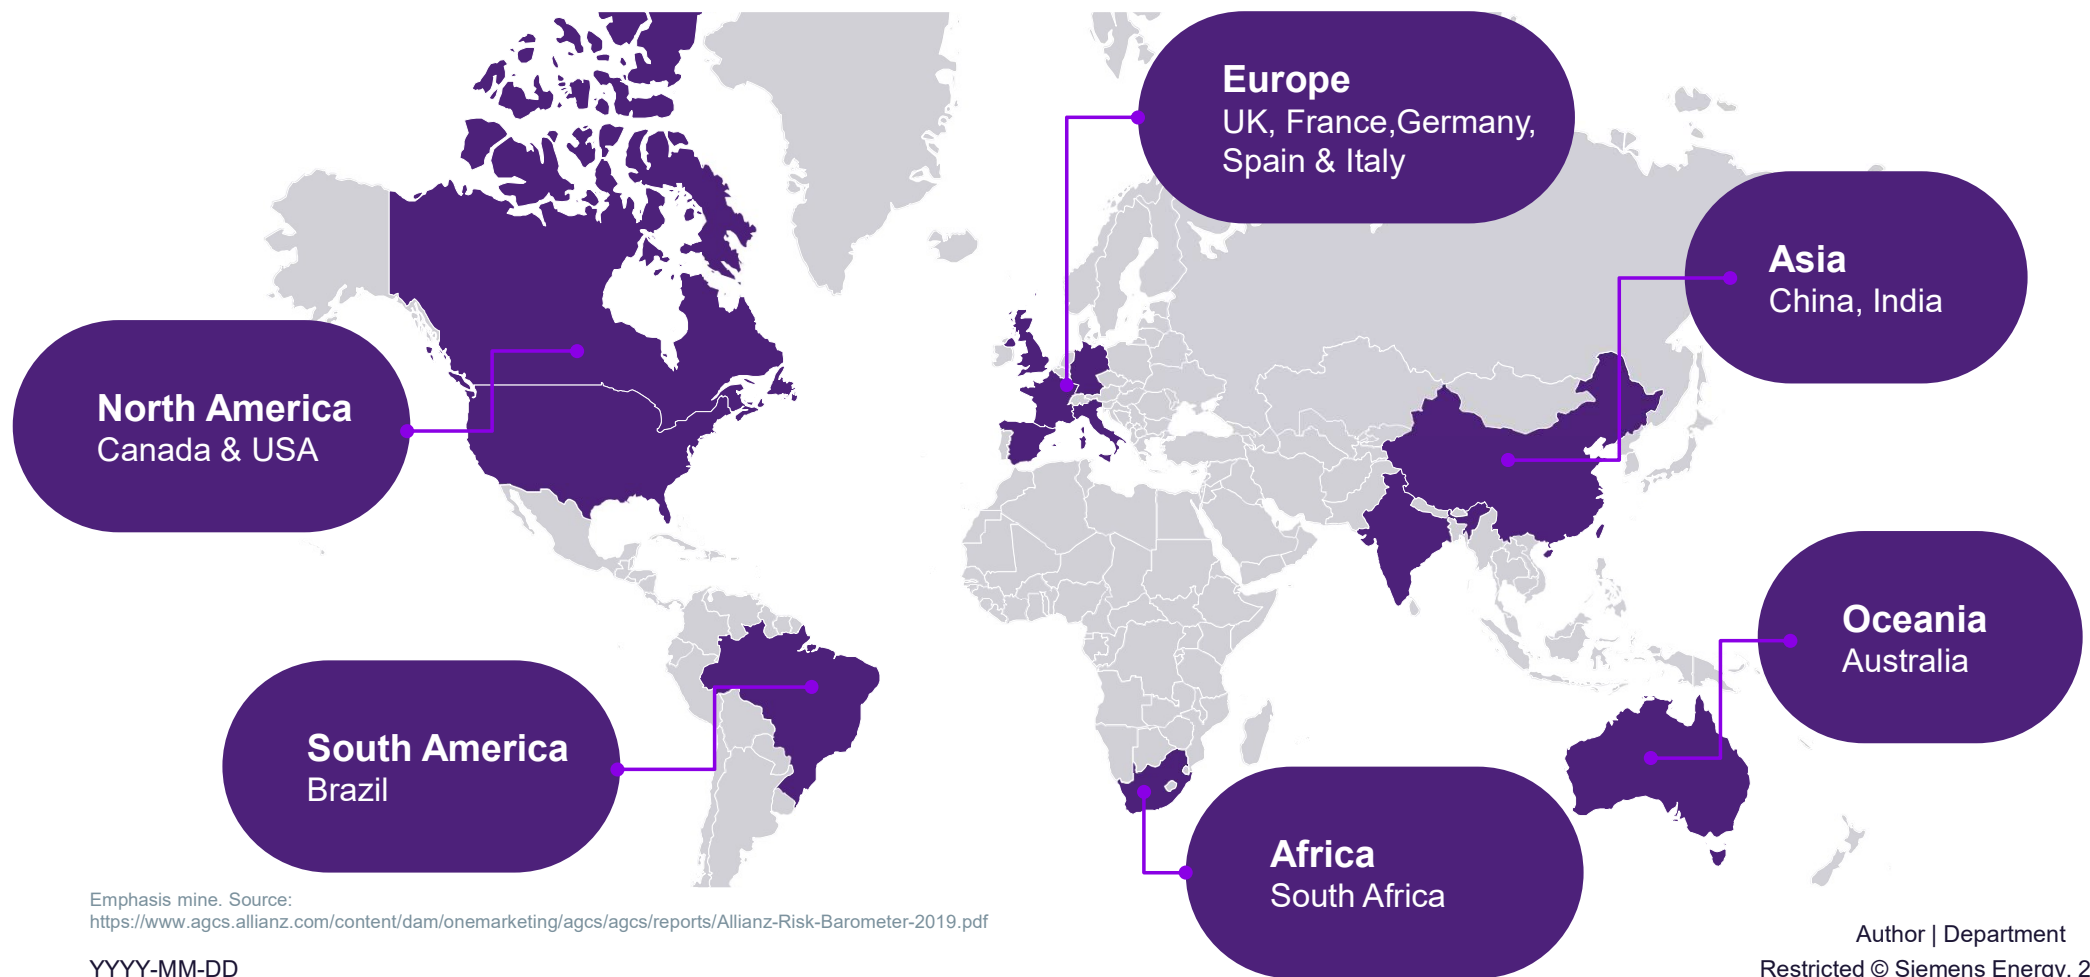 Europe
UK, France,Germany,
Spain & Italy
Asia
China, India
North America
Canada & USA
Oceania
Australia
South America
Brazil
Africa
South Africa
Emphasis mine. Source:
https://www.agcs.allianz.com/content/dam/onemarketing/agcs/agcs/reports/Allianz-Risk-Barometer-2019.pdf
Author | Department
YYYY-MM-DD
Restricted © Siemens Energy, 2